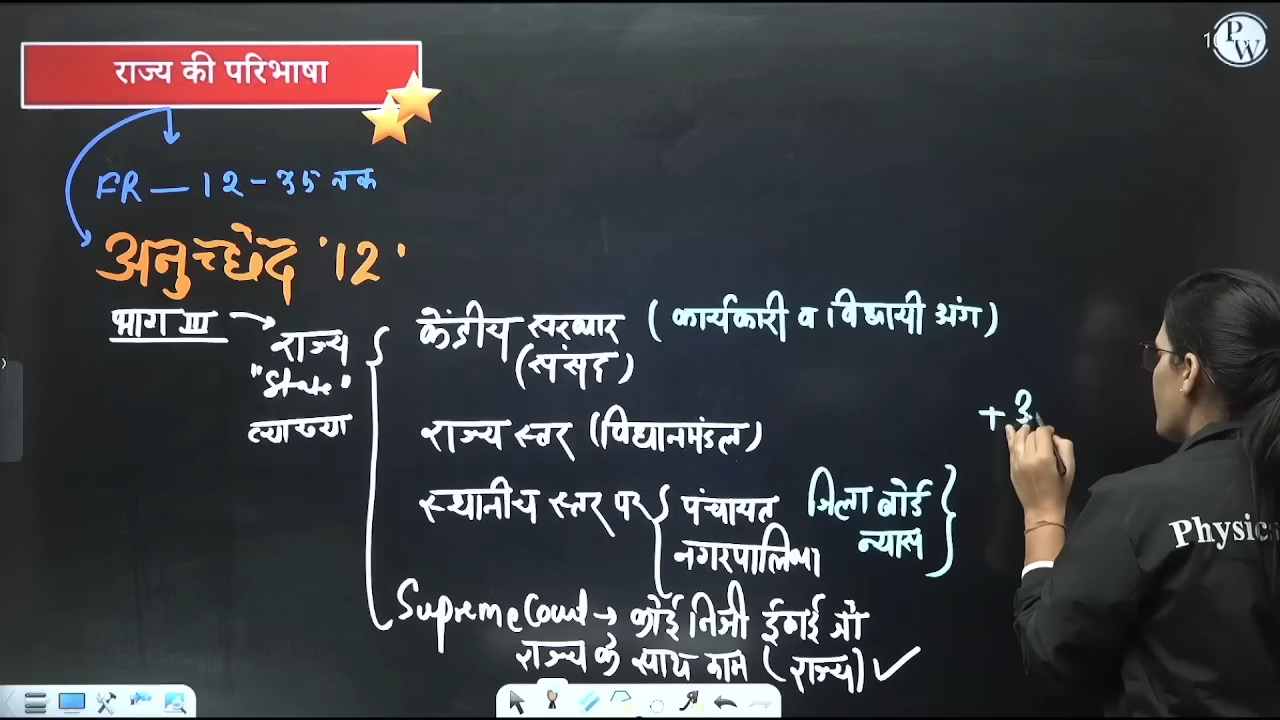 राज्य की परिभाषा
PW
FR — 12 - 35 तक
अनुच्छेद '12'
भाग III → राज्य
"State"
व्याख्या
केंद्रीय सरकार (कार्यकारी व विधायी अंग)
(संसद)
राज्य स्तर (विधानमंडल)
स्थानीय स्तर पर { पंचायत जिला बोर्ड }
नगरपालिका न्यास
Supreme Court → कोई निजी ईकाई जो
राज्य के साथ काम (राज्य) ✓
+ 3
Physics